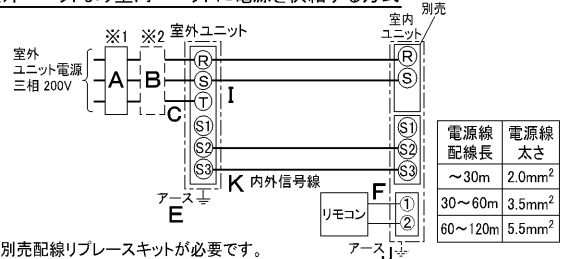 外ユニットより室内ユニットに電源を供給する方式
別売
※1
※2
室外ユニット
室内
ユニット
室外
ユニット電源
三相 200V
A
B
C
R
S
T
S1
S2
S3
I
R
S
S1
S2
S3
K 内外信号線
アース
E
F
リモコン
1
2
アース
J
電源線
配線長
電源線
太さ
~30m 2.0mm²
30~60m 3.5mm²
60~120m 5.5mm²
別売配線リプレースキットが必要です。